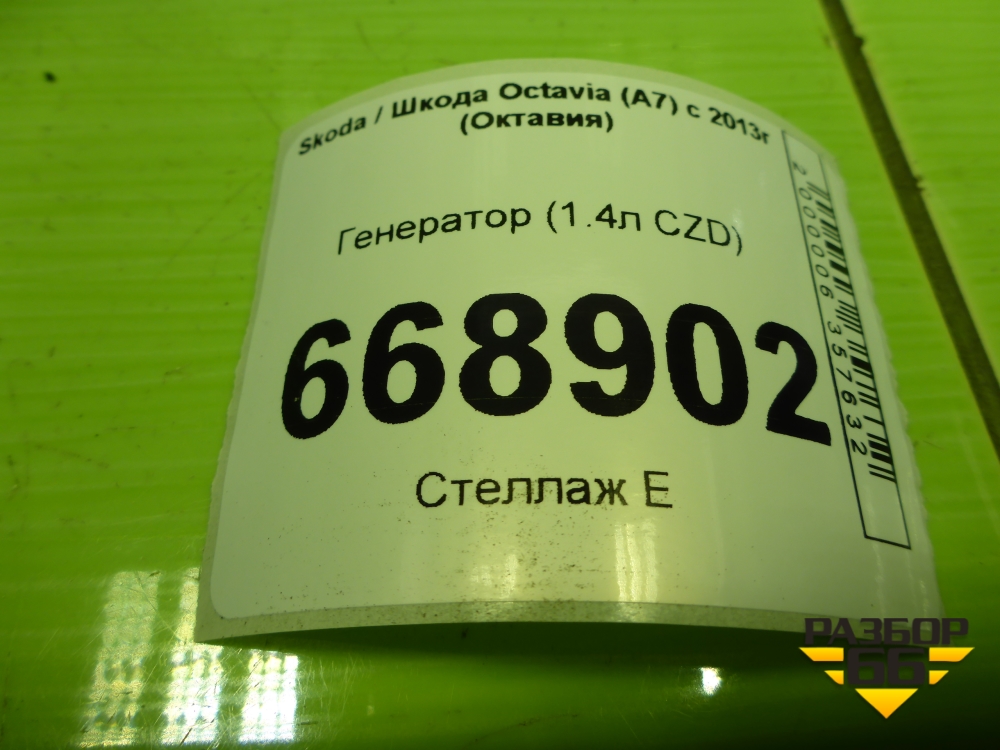 Skoda / Шкода Octavia (A7) с 2013г
(Октавия)
Генератор (1.4л CZD)
668902
Стеллаж Е
2000006357632
РАЗБОР
66